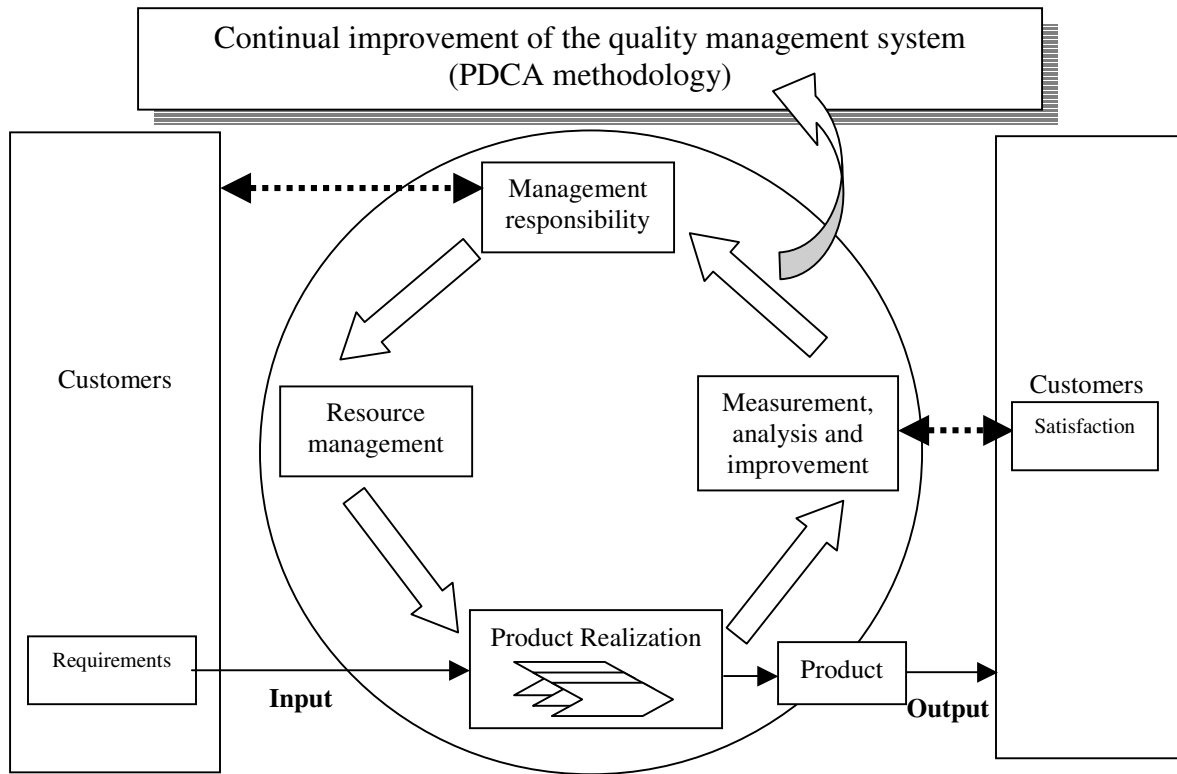 Continual improvement of the quality management system
(PDCA methodology)
Management
responsibility
Customers
Resource
management
Measurement,
analysis and
improvement
Customers
Satisfaction
Requirements
Input
Product Realization
Product
Output